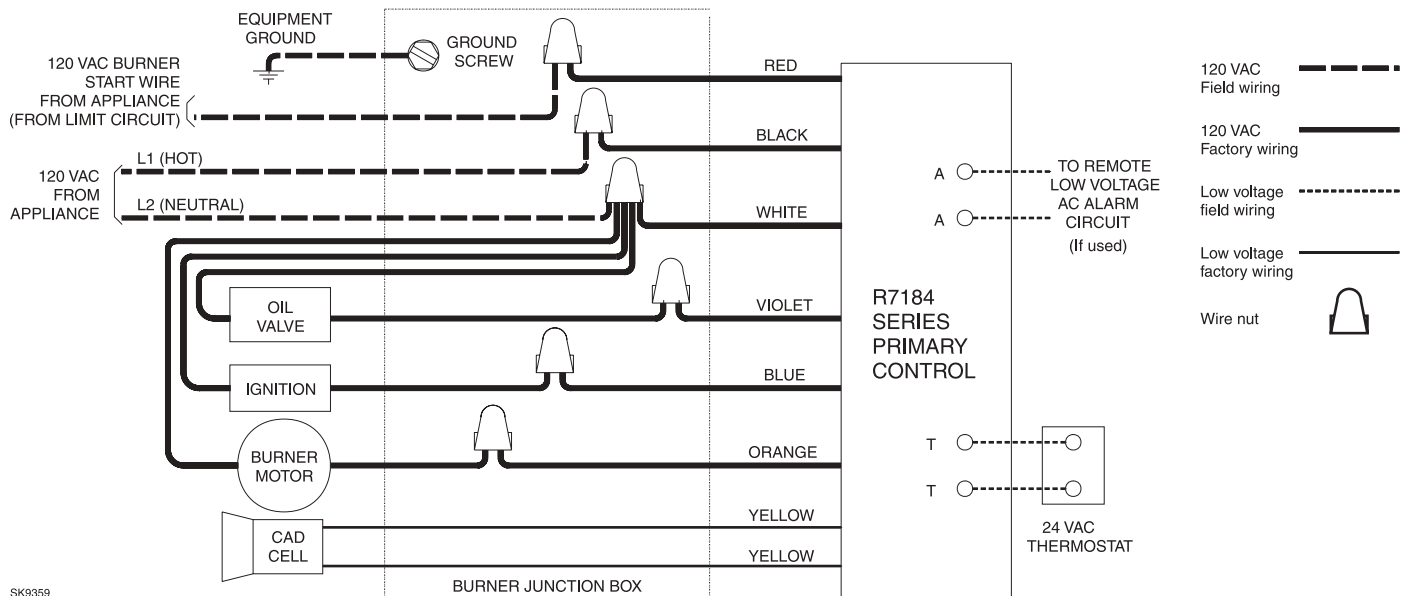 EQUIPMENT
GROUND
GROUND
SCREW
120 VAC BURNER
START WIRE
FROM APPLIANCE
(FROM LIMIT CIRCUIT)
L1 (HOT)
120 VAC
FROM
APPLIANCE
L2 (NEUTRAL)
RED
BLACK
WHITE
VIOLET
BLUE
ORANGE
YELLOW
YELLOW
OIL
VALVE
IGNITION
BURNER
MOTOR
CAD
CELL
BURNER JUNCTION BOX
R7184
SERIES
PRIMARY
CONTROL
A
A
TO REMOTE
LOW VOLTAGE
AC ALARM
CIRCUIT
(If used)
T
T
24 VAC
THERMOSTAT
120 VAC
Field wiring
120 VAC
Factory wiring
Low voltage
field wiring
Low voltage
factory wiring
Wire nut
SK9359